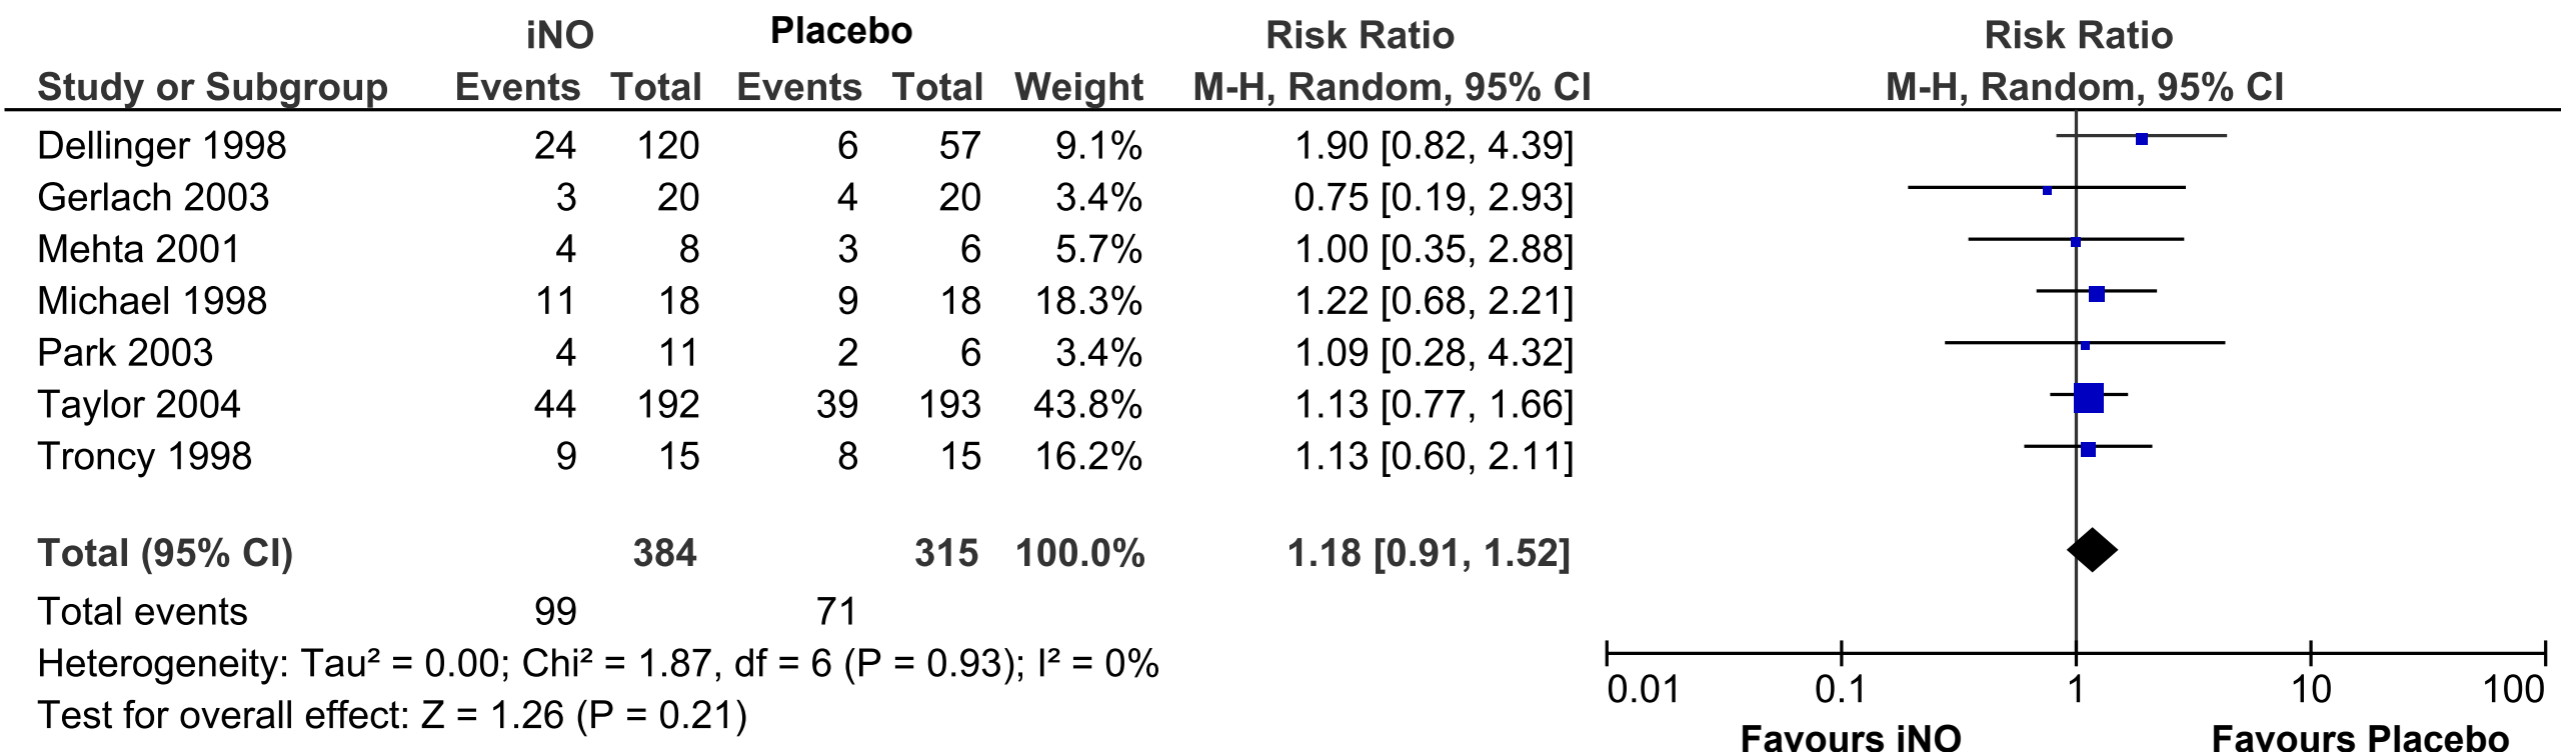 iNO Placebo Risk Ratio Risk Ratio
Study or Subgroup Events Total Events Total Weight M-H, Random, 95% CI M-H, Random, 95% CI
Dellinger 1998 24 120 6 57 9.1% 1.90 [0.82, 4.39]
Gerlach 2003 3 20 4 20 3.4% 0.75 [0.19, 2.93]
Mehta 2001 4 8 3 6 5.7% 1.00 [0.35, 2.88]
Michael 1998 11 18 9 18 18.3% 1.22 [0.68, 2.21]
Park 2003 4 11 2 6 3.4% 1.09 [0.28, 4.32]
Taylor 2004 44 192 39 193 43.8% 1.13 [0.77, 1.66]
Troncy 1998 9 15 8 15 16.2% 1.13 [0.60, 2.11]
Total (95% CI) 384 315 100.0% 1.18 [0.91, 1.52]
Total events 99 71
Heterogeneity: Tau² = 0.00; Chi² = 1.87, df = 6 (P = 0.93); I² = 0%
Test for overall effect: Z = 1.26 (P = 0.21)
0.01 0.1 1 10 100
Favours iNO Favours Placebo